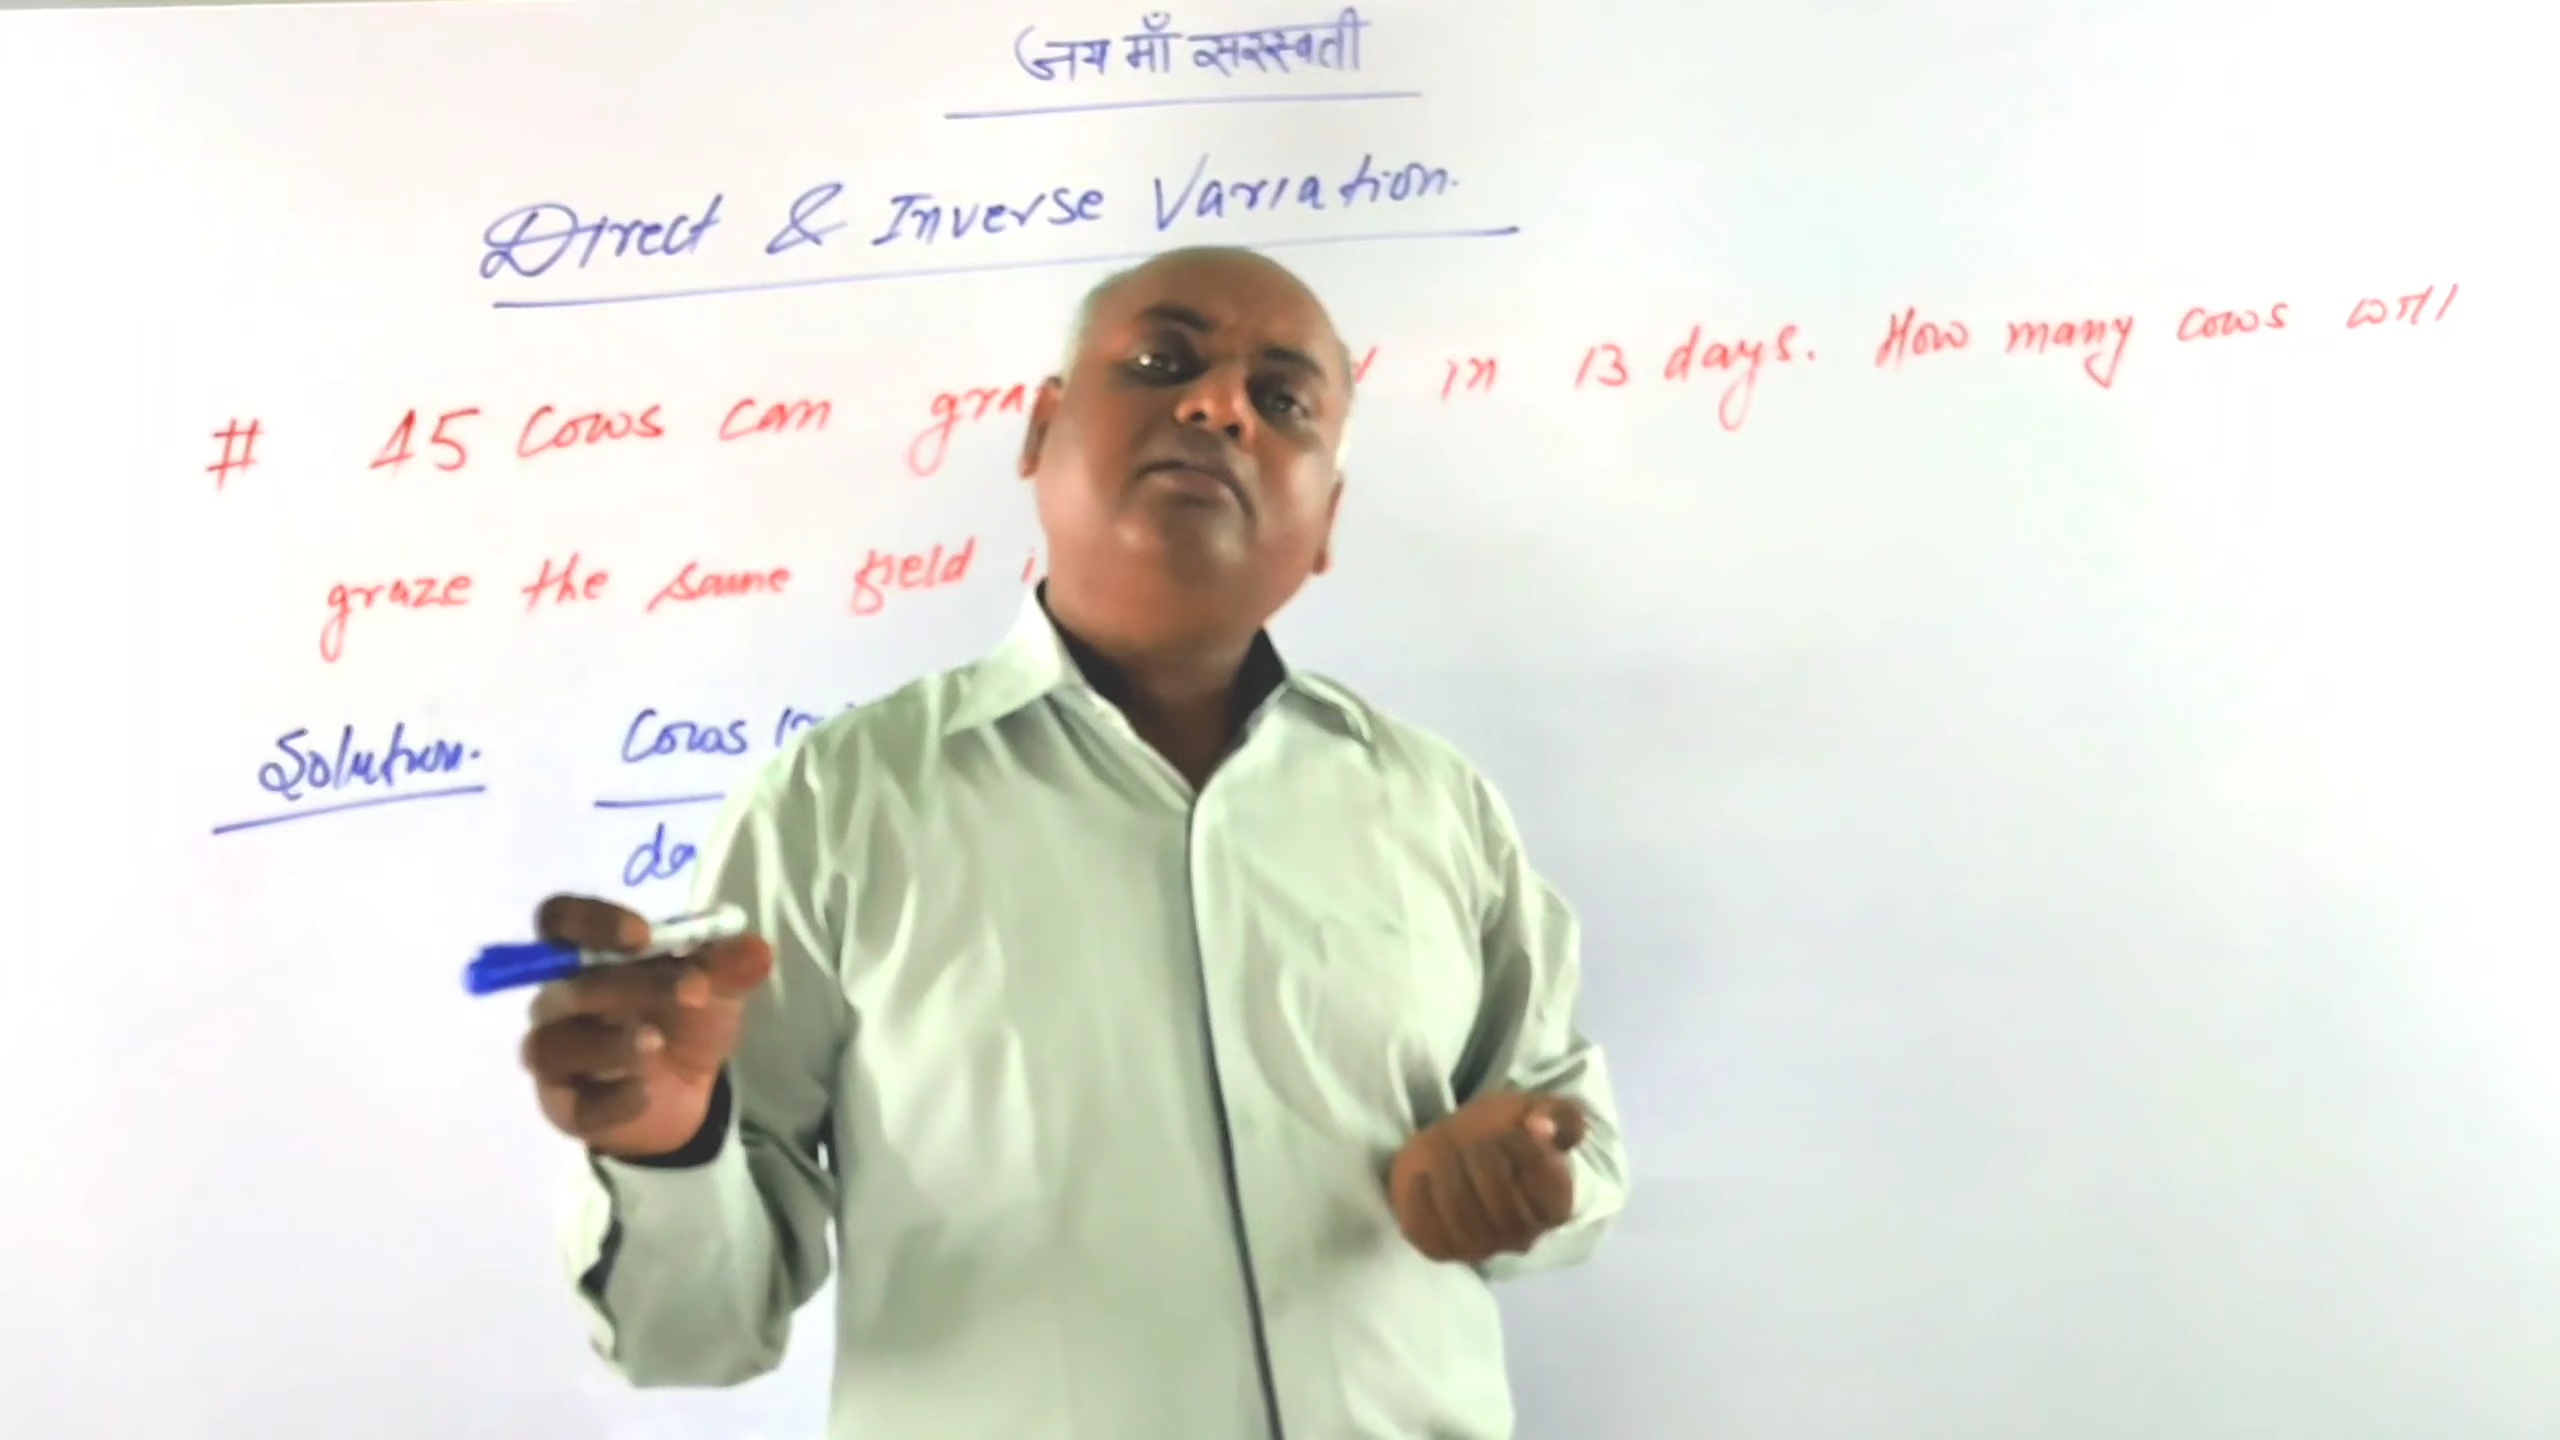 जय माँ सरस्वती
Direct & Inverse Variation.
# 45 Cows can gra in 13 days. How many cows will
graze the same field i
Solution. Cows
da